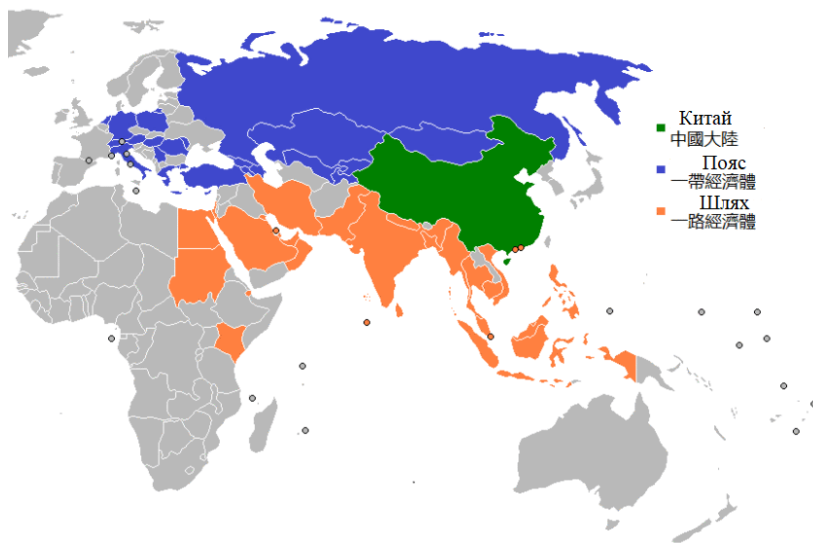 Китай
中國大陸
Пояс
一帶經濟體
Шлях
一路經濟體